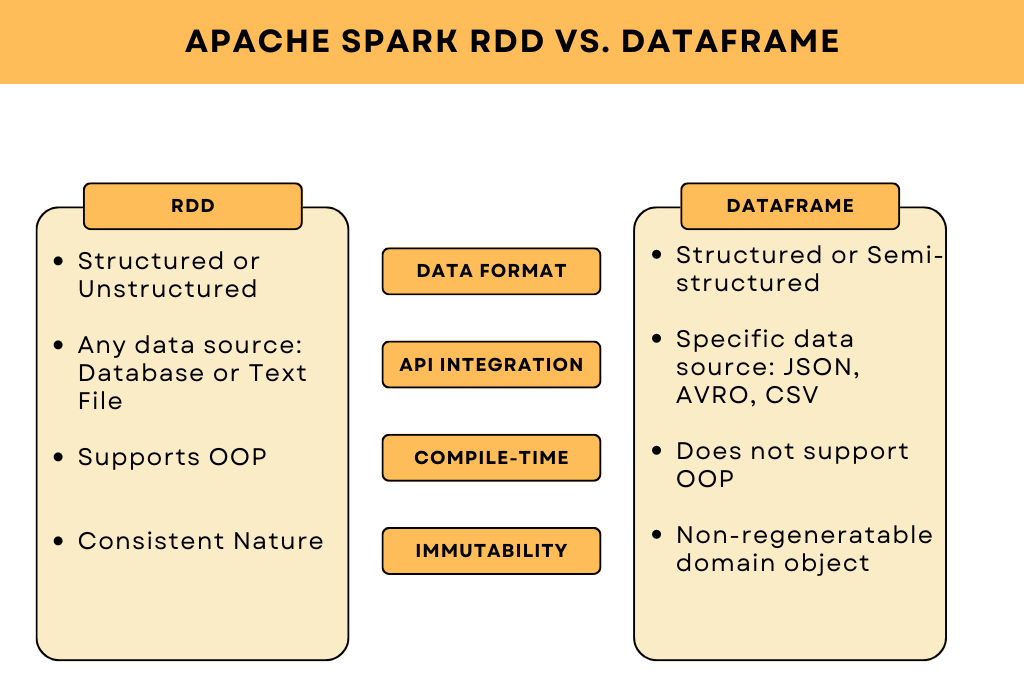 APACHE SPARK RDD VS. DATAFRAME
RDD
Structured or
Unstructured
Any data source:
Database or Text
File
Supports OOP
Consistent Nature
DATA FORMAT
API INTEGRATION
COMPILE-TIME
IMMUTABILITY
DATAFRAME
Structured or Semi-
structured
Specific data
source: JSON,
AVRO, CSV
Does not support
OOP
Non-regeneratable
domain object